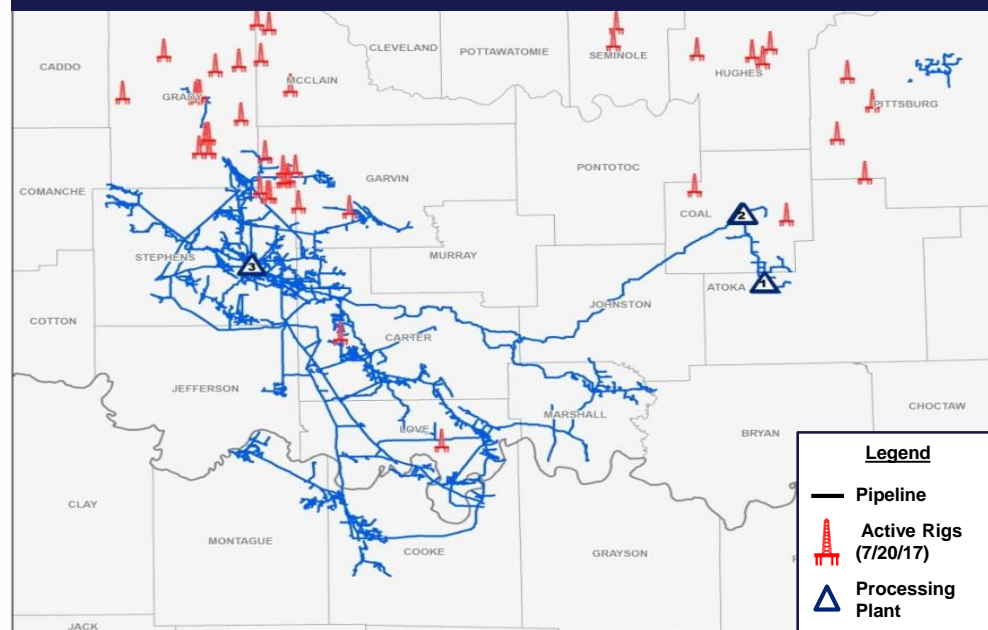 CLEVELAND
POTTAWATOMIE
SEMINOLE
CADDO
HUGHES
MCCLAIN
GRADY
PITTSBURG
PONTOTOC
GARVIN
COMANCHE
COAL
2
MURRAY
STEPHENS
3
ATOKA
1
JOHNSTON
COTTON
CARTER
JEFFERSON
CHOCTAW
MARSHALL
LOVE
BRYAN
CLAY
MONTAGUE
COOKE
GRAYSON
JACK
Legend
Pipeline
Active Rigs
(7/20/17)
Processing
Plant